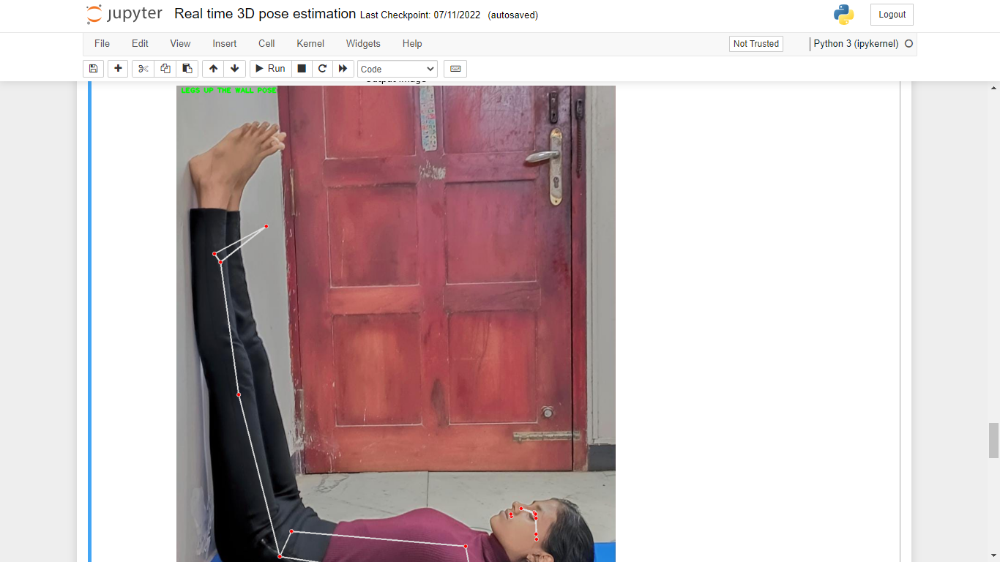 jupyter Real time 3D pose estimation Last Checkpoint: 07/11/2022 (autosaved) Logout
File Edit View Insert Cell Kernel Widgets Help Not Trusted Python 3 (ipykernel)
Run Code
Output Image
LEGS UP THE WALL POSE